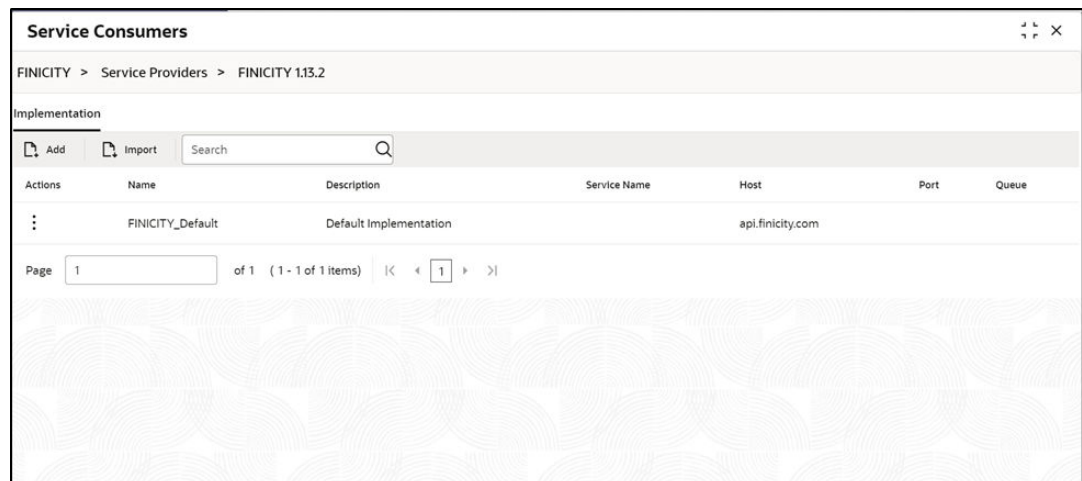 Service Consumers
FINICITY > Service Providers > FINICITY 1.13.2
Implementation
Add Import Search
Actions Name Description Service Name Host Port Queue
FINICITY_Default Default Implementation api.finicity.com
Page 1 of 1 (1 - 1 of 1 items) 1